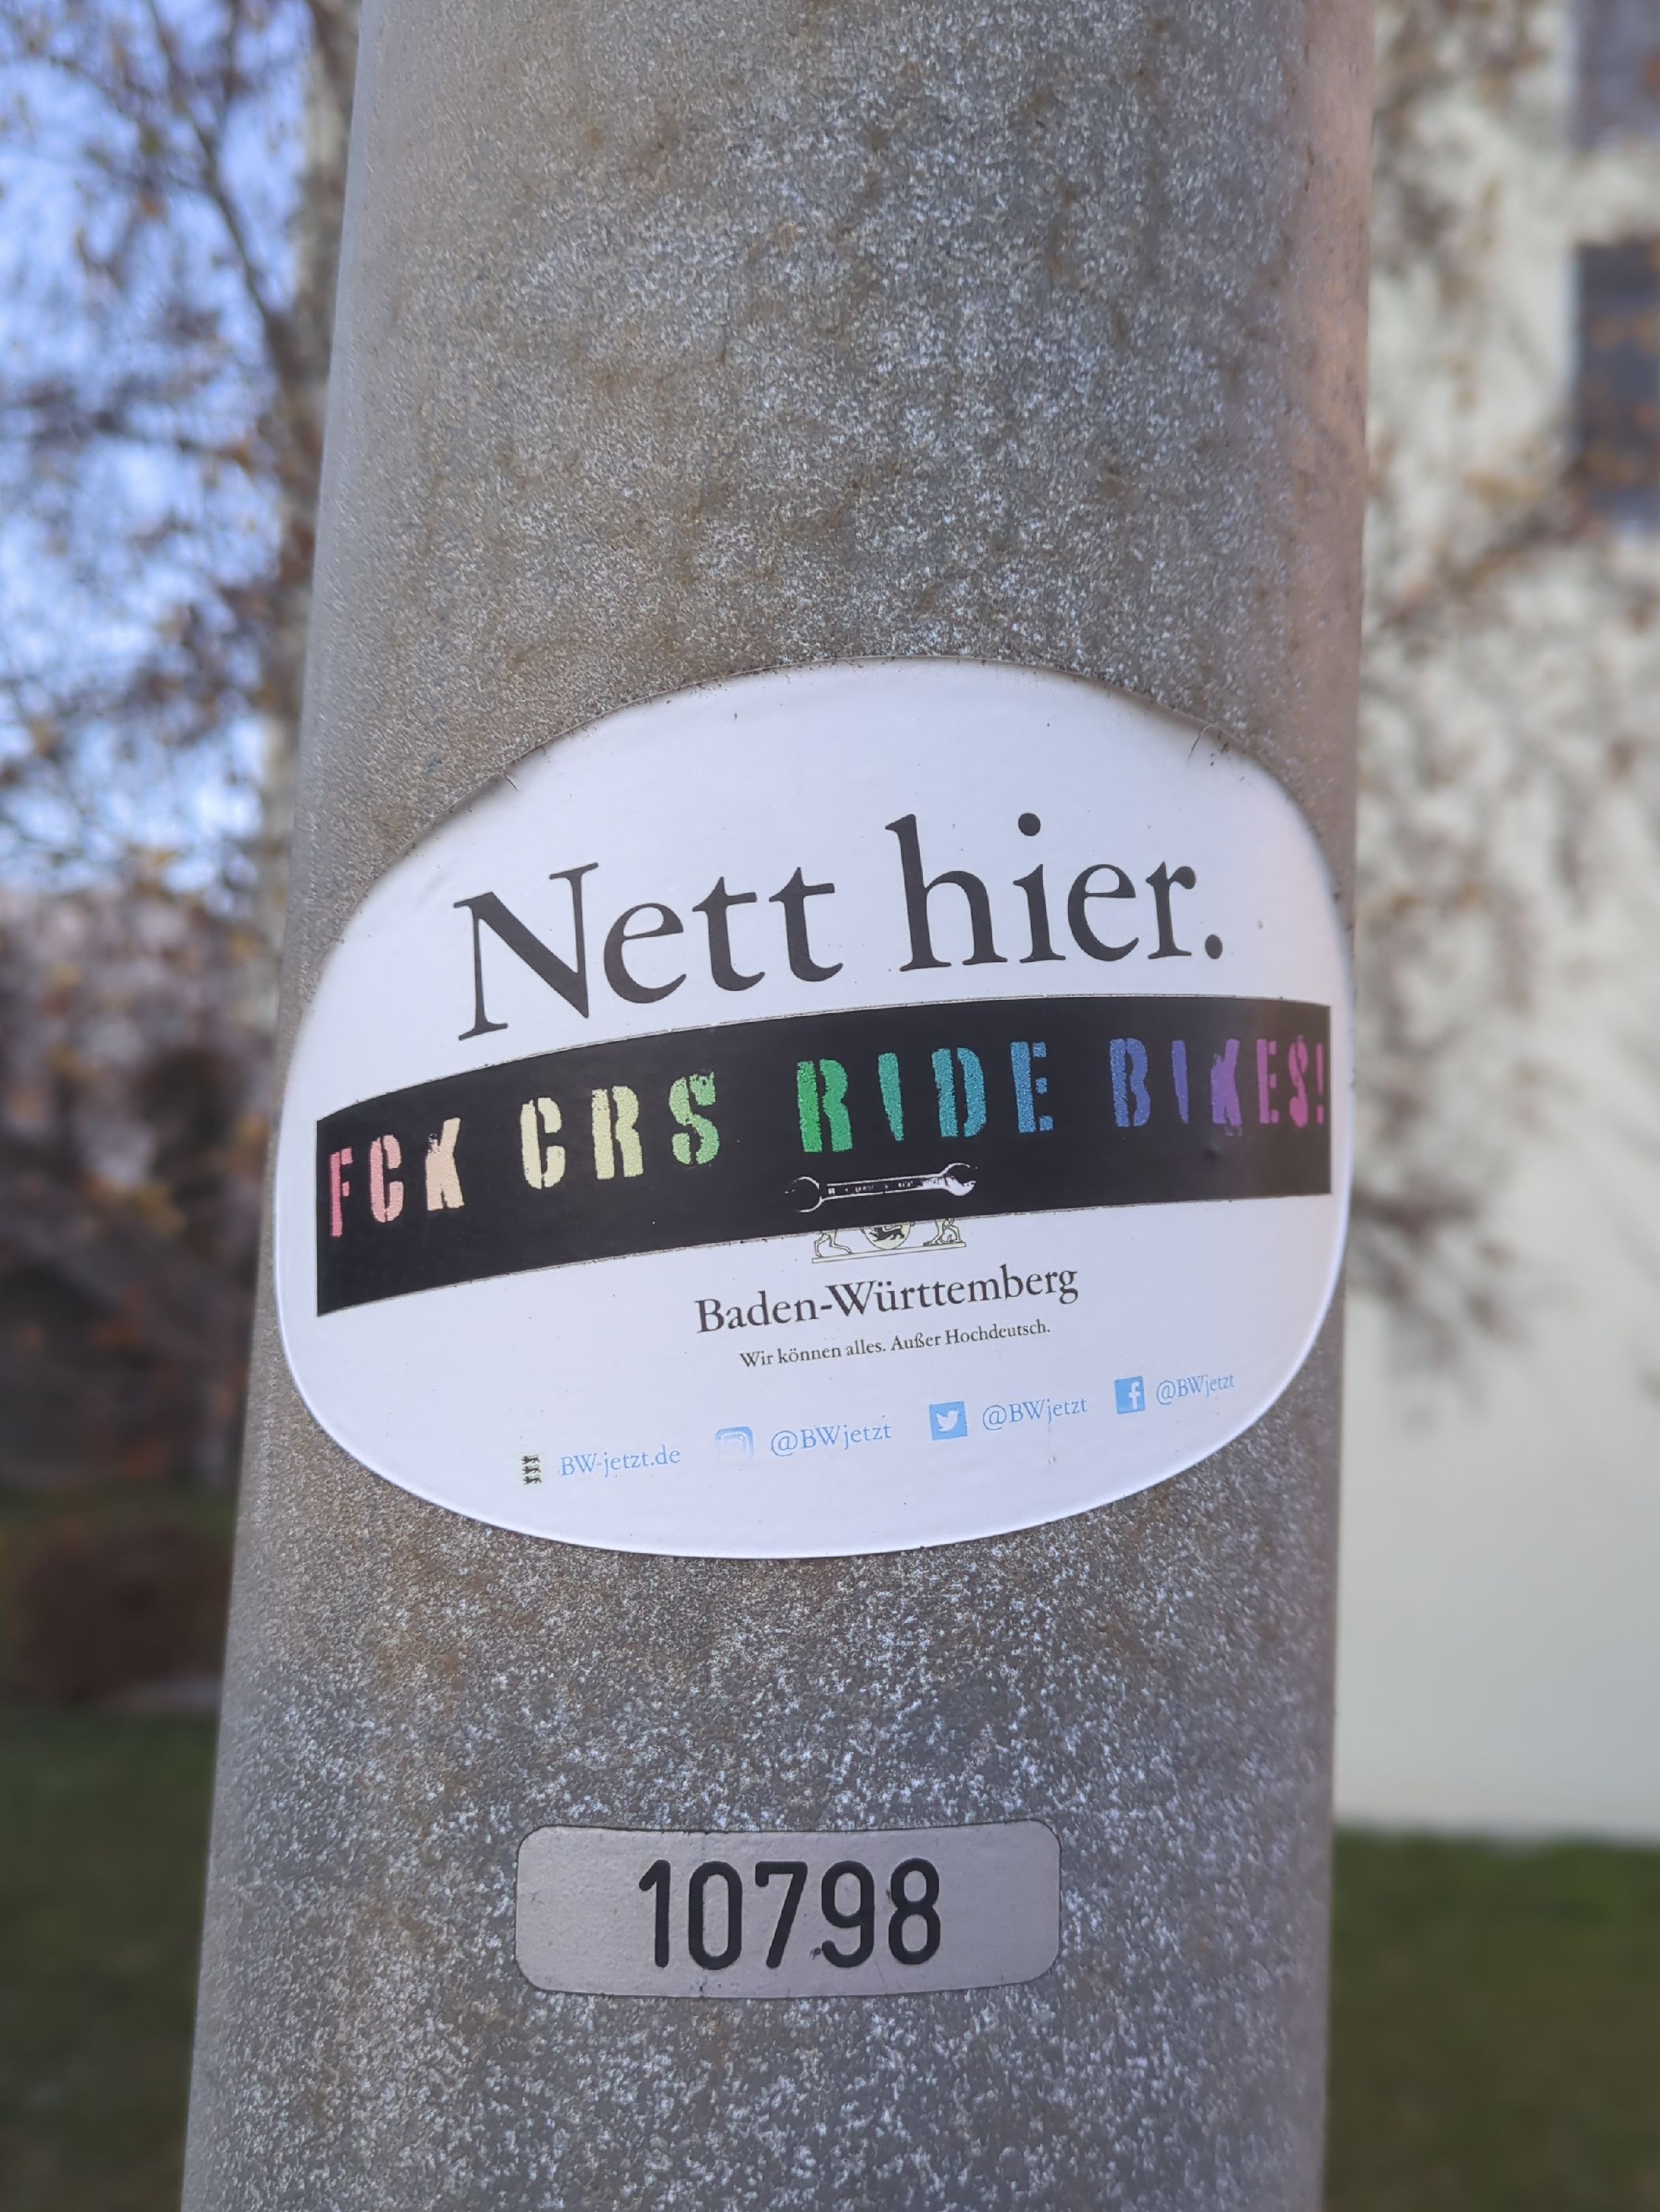 Nett hier.
FCK CRS RIDE BIKES!
Baden-Württemberg
Wir können alles. Außer Hochdeutsch.
BW-jetzt.de @BWjetzt @BWjetzt @BWjetzt
10798